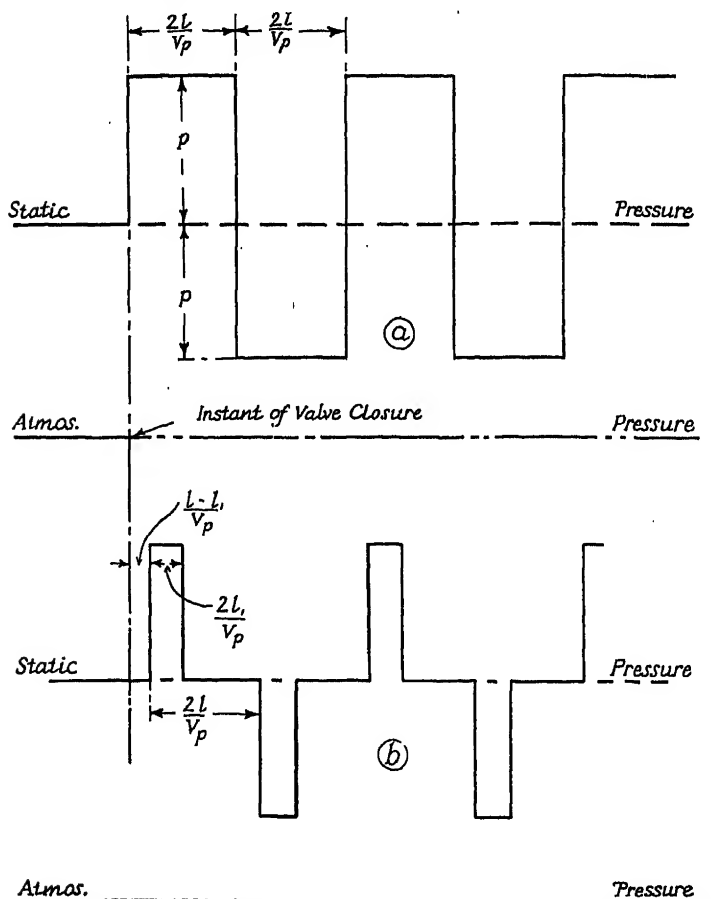 2l/Vp 2l/Vp
p
Static Pressure
p
a
Instant of Valve Closure
Atmos. Pressure
l-l₁/Vp
2l₁/Vp
Static Pressure
2l/Vp
b
Atmos. Pressure